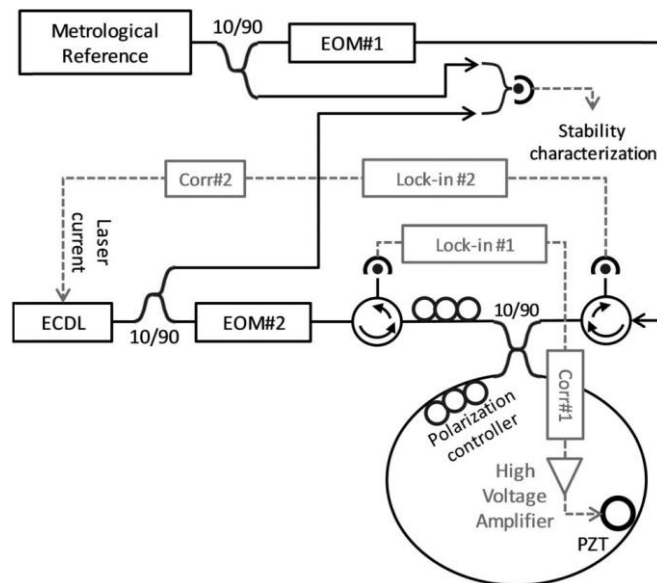 Metrological
Reference
10/90
EOM#1
Stability
characterization
Corr#2
Lock-in #2
Laser
current
Lock-in #1
ECDL
10/90
EOM#2
10/90
Corr#1
Polarization
controller
High
Voltage
Amplifier
PZT